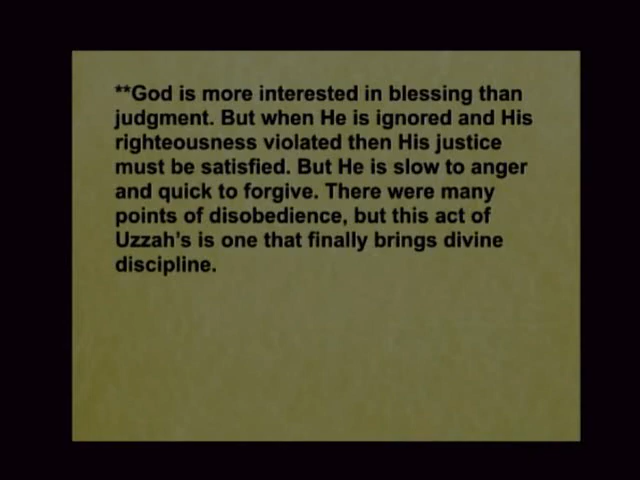 **God is more interested in blessing than
judgment. But when He is ignored and His
righteousness violated then His justice
must be satisfied. But He is slow to anger
and quick to forgive. There were many
points of disobedience, but this act of
Uzzah's is one that finally brings divine
discipline.